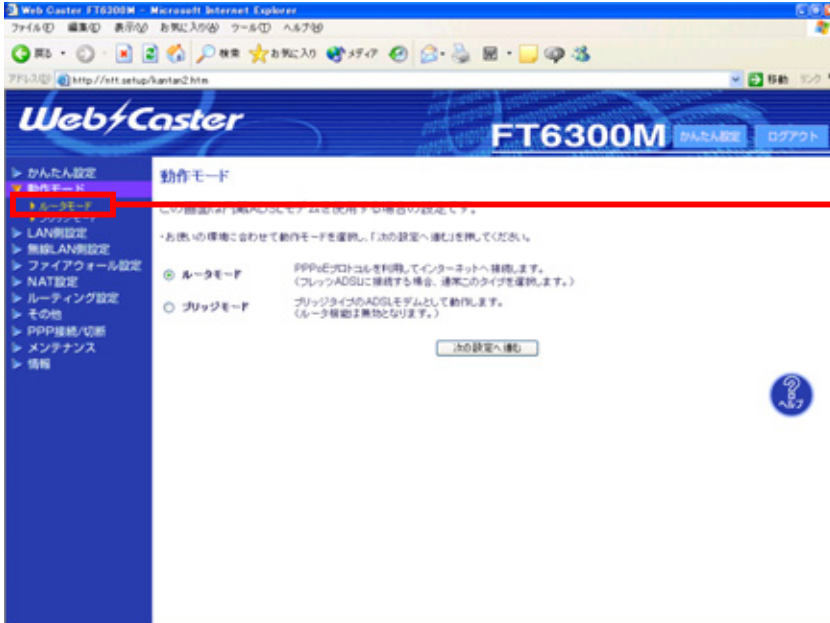 Web Caster FT6300M - Microsoft Internet Explorer
ファイル(F) 編集(E) 表示(V) お気に入り(A) ツール(T) ヘルプ(H)
戻る 検索 お気に入り メディア
アドレス(D) http://ntt.setup/kantan2.htm 移動 リンク
Web Caster
FT6300M かんたん設定 ログアウト
かんたん設定
動作モード
ルータモード
ブリッジモード
LAN側設定
無線LAN側設定
ファイアウォール設定
NAT設定
ルーティング設定
その他
PPP接続/切断
メンテナンス
情報
動作モード
・お使いの環境に合わせて動作モードを選択し、「次の設定へ進む」を押してください。
ルータモード PPPoEプロトコルを利用してインターネットへ接続します。
(フレッツADSLに接続する場合、通常このタイプを選択します。)
ブリッジモード ブリッジタイプのADSLモデムとして動作します。
(ルータ機能は無効となります。)
次の設定へ進む
ヘルプ